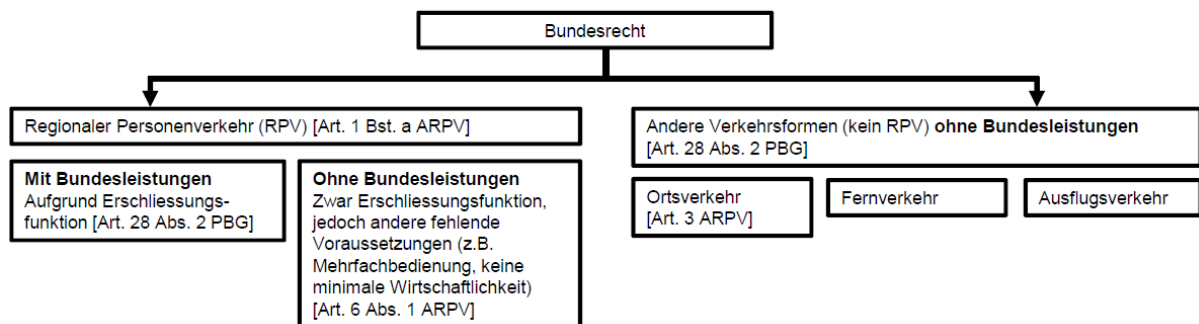 Bundesrecht
Regionaler Personenverkehr (RPV) [Art. 1 Bst. a ARPV]
Andere Verkehrsformen (kein RPV) ohne Bundesleistungen
[Art. 28 Abs. 2 PBG]
Mit Bundesleistungen
Aufgrund Erschliessungs-
funktion [Art. 28 Abs. 2 PBG]
Ohne Bundesleistungen
Zwar Erschliessungsfunktion,
jedoch andere fehlende
Voraussetzungen (z.B.
Mehrfachbedienung, keine
minimale Wirtschaftlichkeit)
[Art. 6 Abs. 1 ARPV]
Ortsverkehr
[Art. 3 ARPV]
Fernverkehr
Ausflugsverkehr